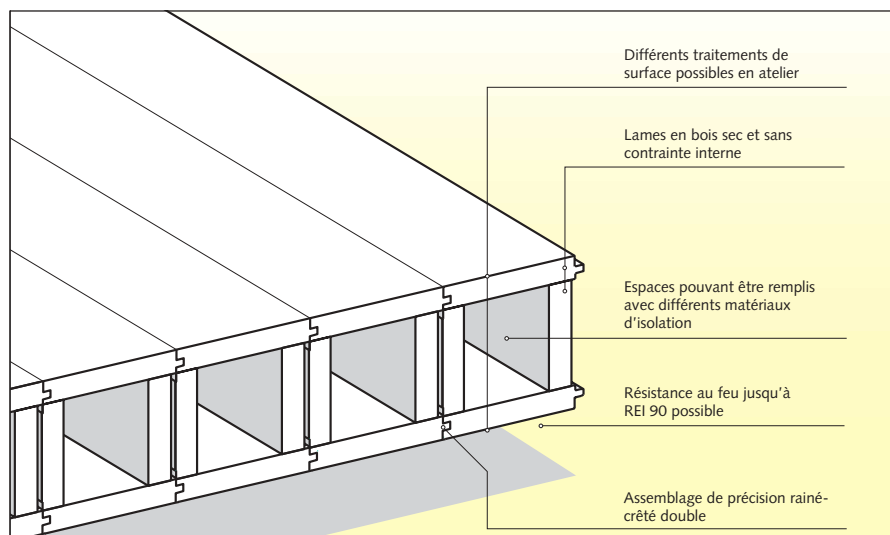 Différents traitements de
surface possibles en atelier
Lames en bois sec et sans
contrainte interne
Espaces pouvant être remplis
avec différents matériaux
d'isolation
Résistance au feu jusqu'à
REI 90 possible
Assemblage de précision rainé-
crêté double